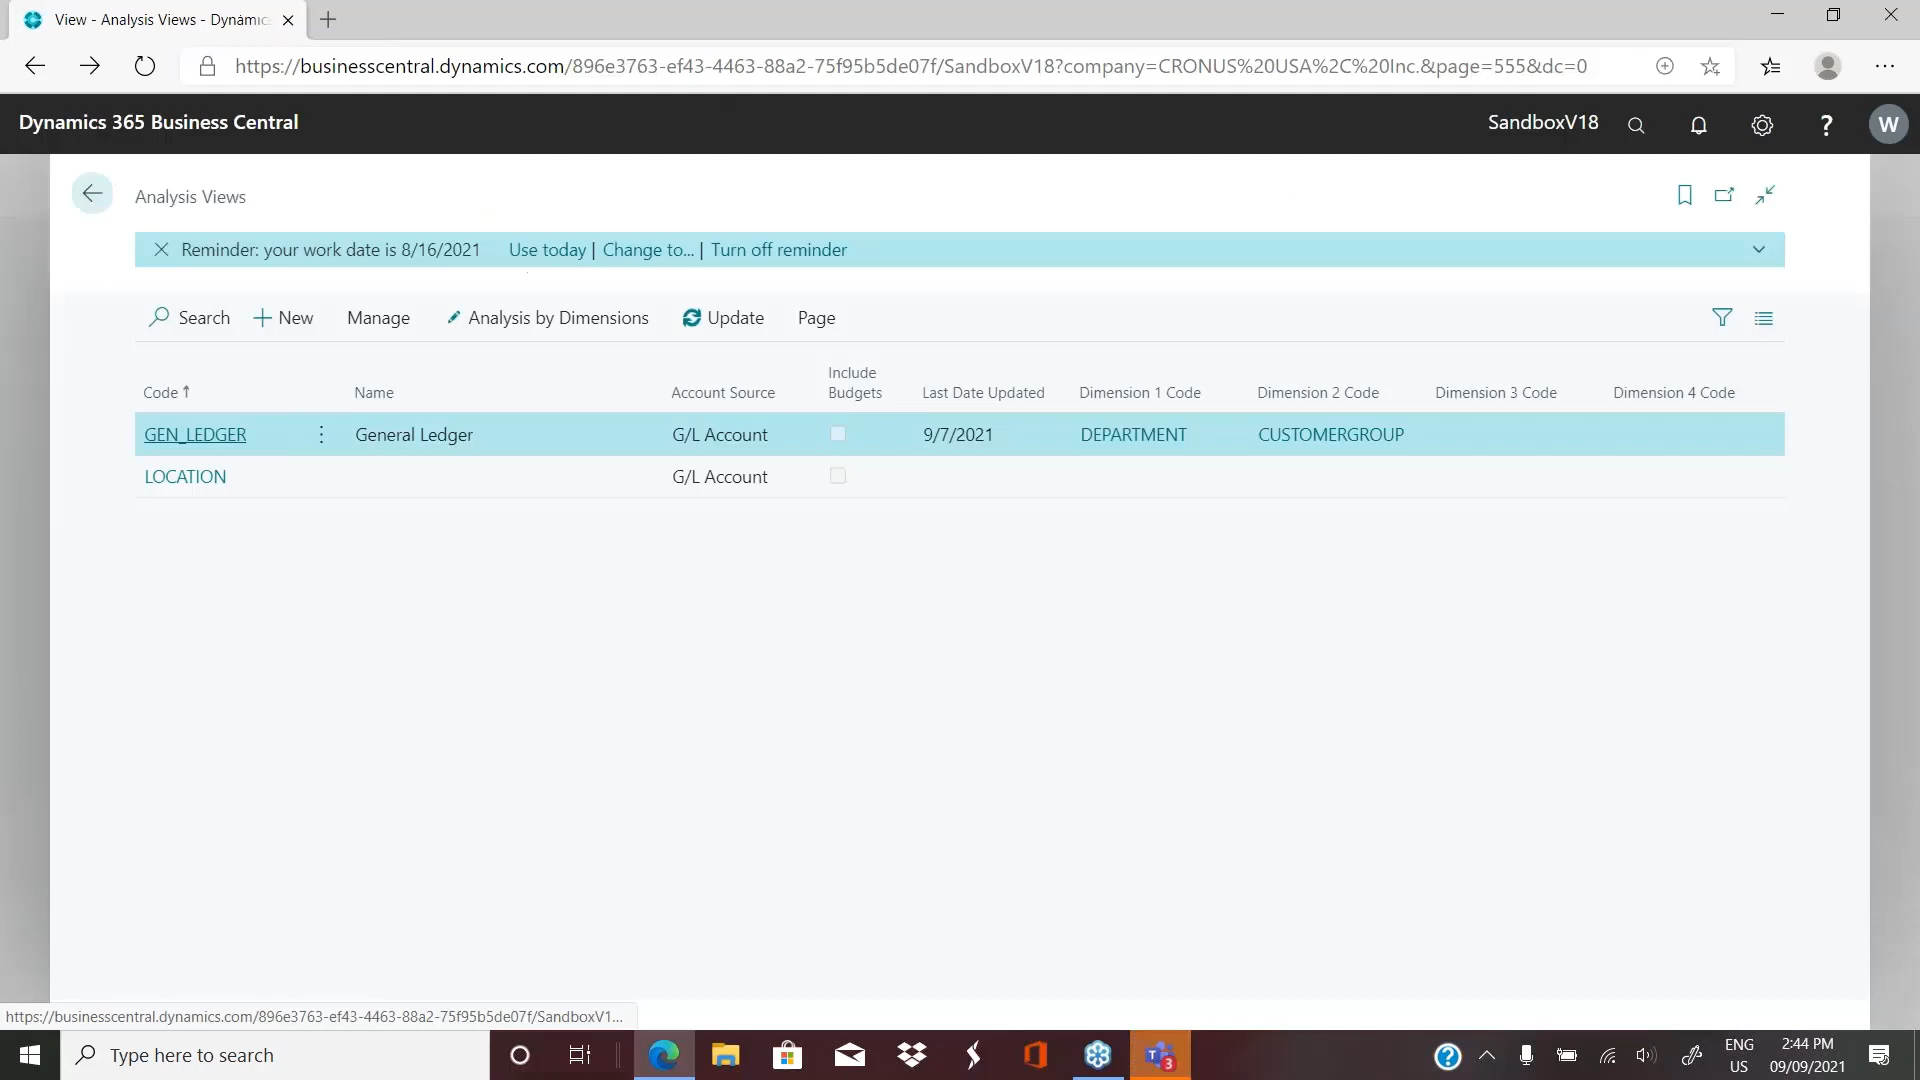 View - Analysis Views - Dynamic
https://businesscentral.dynamics.com/896e3763-ef43-4463-88a2-75f95b5de07f/SandboxV18?company=CRONUS%20USA%2C%20Inc.&page=555&dc=0
Dynamics 365 Business Central
SandboxV18
?
W
Analysis Views
Reminder: your work date is 8/16/2021 Use today | Change to... | Turn off reminder
Search New Manage Analysis by Dimensions Update Page
Code ↑ Name Account Source Include Budgets Last Date Updated Dimension 1 Code Dimension 2 Code Dimension 3 Code Dimension 4 Code
GEN_LEDGER General Ledger G/L Account 9/7/2021 DEPARTMENT CUSTOMERGROUP
LOCATION G/L Account
https://businesscentral.dynamics.com/896e3763-ef43-4463-88a2-75f95b5de07f/SandboxV1...
Type here to search
T 3
?
ENG
US
2:44 PM
09/09/2021